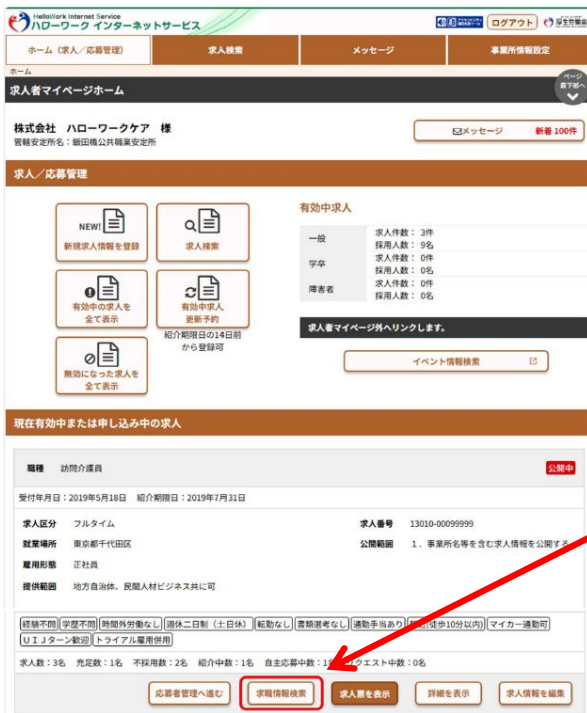 HelloWork Internet Service
ハローワーク インターネットサービス
ログアウト
ホーム（求人／応募管理） 求人検索 メッセージ 事業所情報設定
ホーム
求人者マイページホーム
ページ
最下部へ
株式会社 ハローワークケア 様
管轄安定所名：飯田橋公共職業安定所
メッセージ 新着 100件
求人／応募管理
NEW!
新規求人情報を登録
求人検索
有効中の求人を
全て表示
有効中求人
更新予約
紹介期限日の14日前
から登録可
無効になった求人を
全て表示
有効中求人
一般 求人件数： 3件
採用人数： 9名
学卒 求人件数： 0件
採用人数： 0名
障害者 求人件数： 0件
採用人数： 0名
求人者マイページ外へリンクします。
イベント情報検索
現在有効中または申し込み中の求人
職種 訪問介護員 公開中
受付年月日：2019年5月18日 紹介期限日：2019年7月31日
求人区分 フルタイム 求人番号 13010-00099999
就業場所 東京都千代田区 公開範囲 1．事業所名等を含む求人情報を公開する
雇用形態 正社員
提供範囲 地方自治体、民間人材ビジネス共に可
経験不問 学歴不問 時間外労働なし 週休二日制（土日休） 転勤なし 書類選考なし 通勤手当あり (徒歩10分以内) マイカー通勤可
ＵＩＪターン歓迎 トライアル雇用併用
求人数：3名 充足数：1名 不採用数：2名 紹介中数：1名 自主応募中数：1 クエスト中数：0名
応募者管理へ進む 求職情報検索 求人票を表示 詳細を表示 求人情報を編集